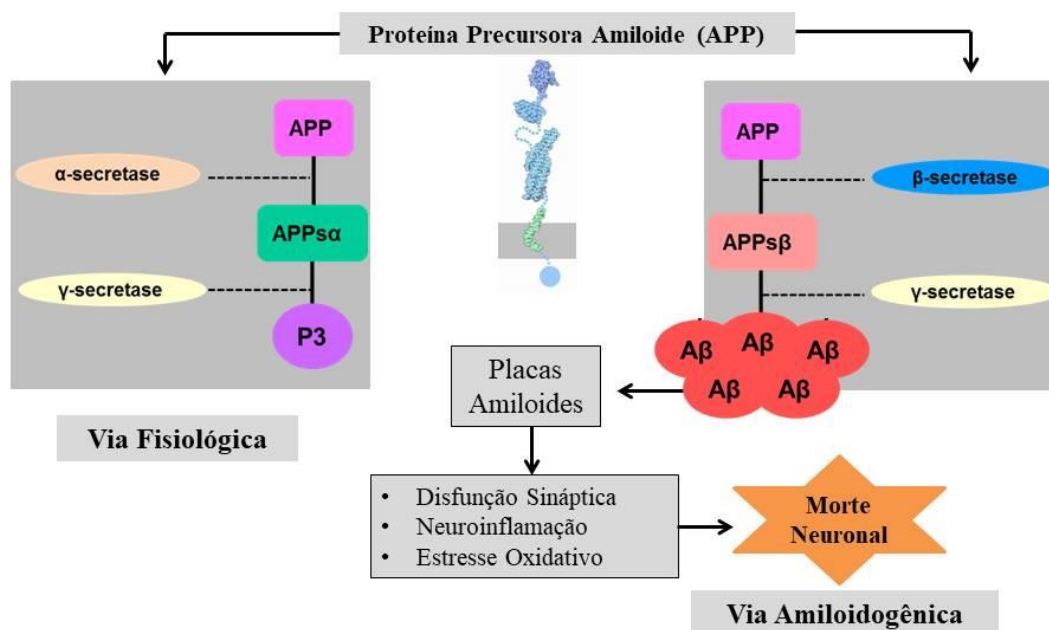 Proteína Precursora Amiloide (APP)
APP
α-secretase
APPsα
γ-secretase
P3
Via Fisiológica
APP
β-secretase
APPsβ
γ-secretase
Aβ
Aβ
Aβ
Aβ
Aβ
Placas
Amiloides
• Disfunção Sináptica
• Neuroinflamação
• Estresse Oxidativo
Morte
Neuronal
Via Amiloidogênica